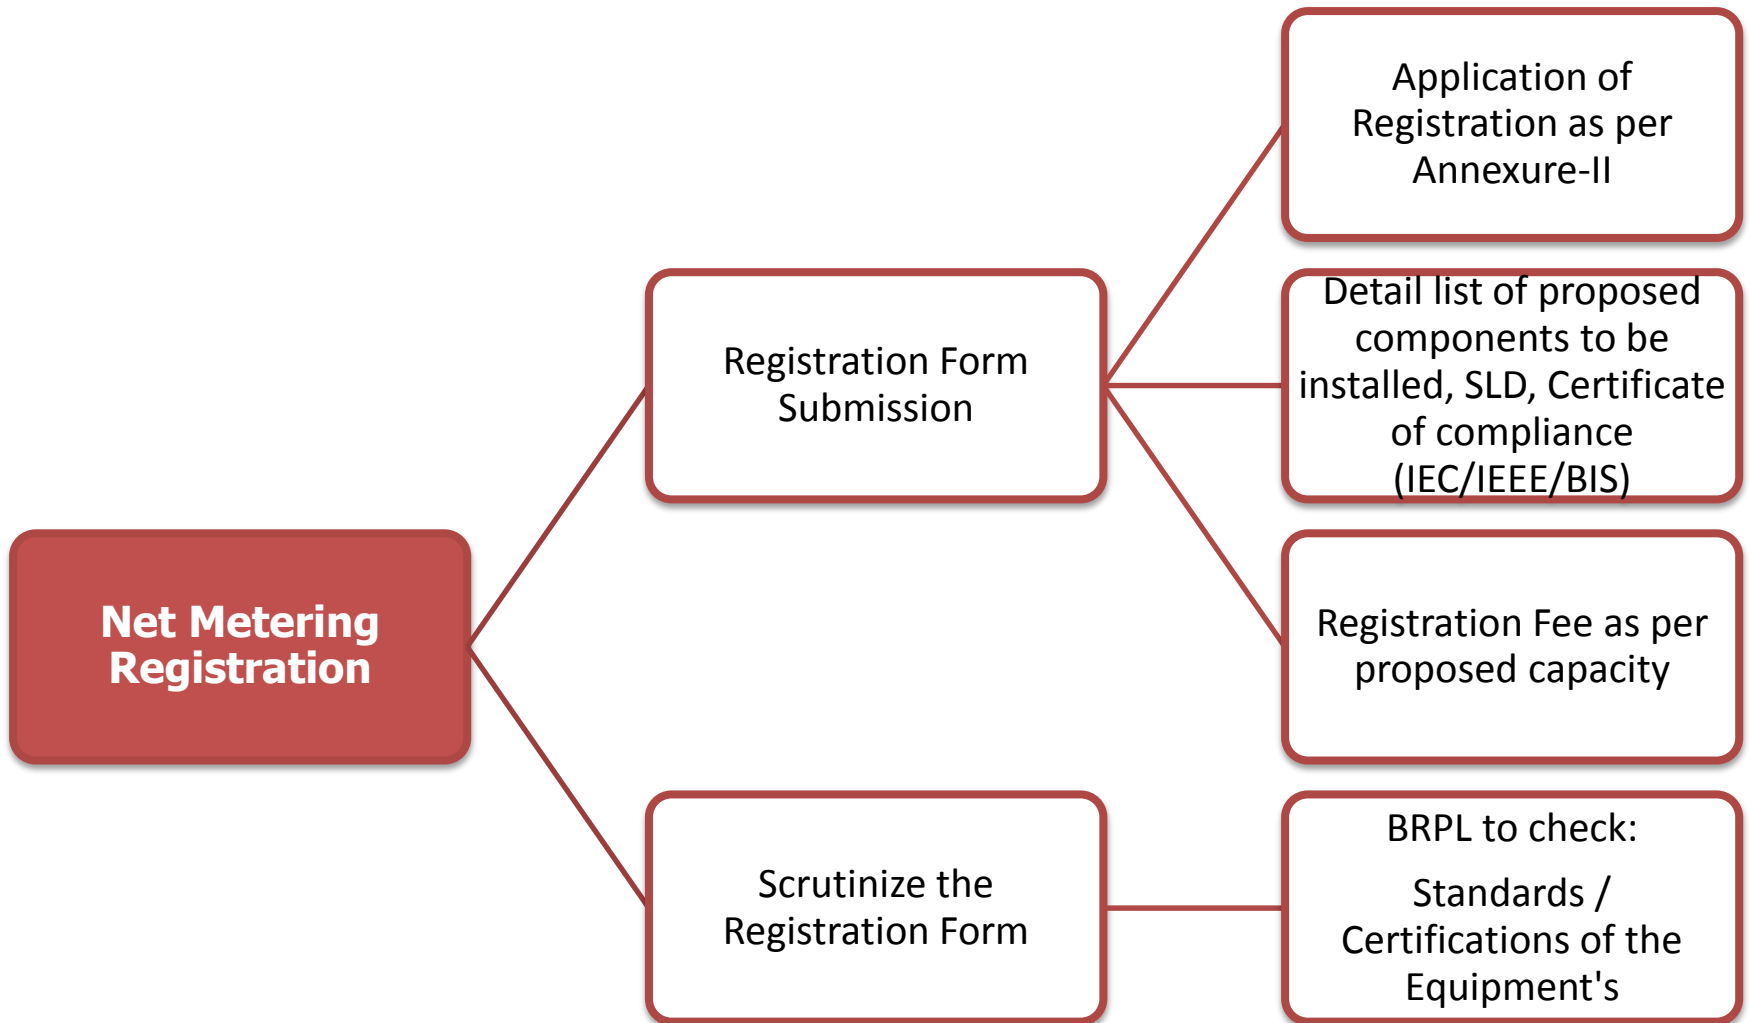 Net Metering
Registration
Registration Form
Submission
Application of
Registration as per
Annexure-II
Detail list of proposed
components to be
installed, SLD, Certificate
of compliance
(IEC/IEEE/BIS)
Registration Fee as per
proposed capacity
Scrutinize the
Registration Form
BRPL to check:
Standards /
Certifications of the
Equipment's